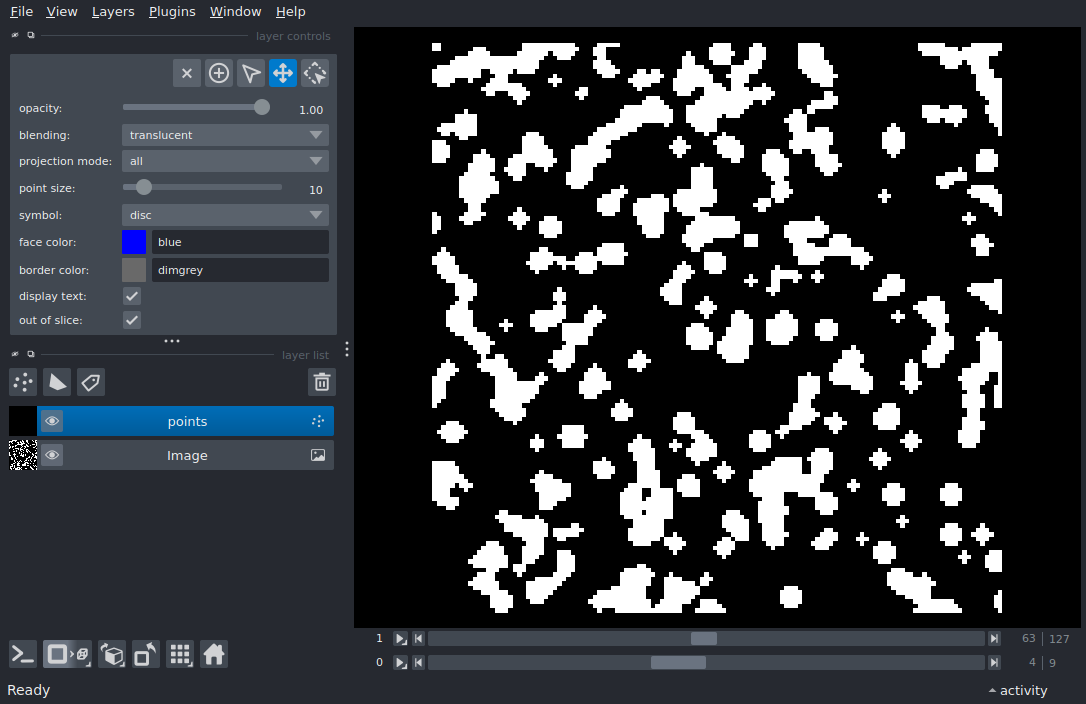 File View Layers Plugins Window Help
layer controls
opacity: 1.00
blending: translucent
projection mode: all
point size: 10
symbol: disc
face color: blue
border color: dimgrey
display text:
out of slice:
layer list
points
Image
1 63 127
0 4 9
Ready activity